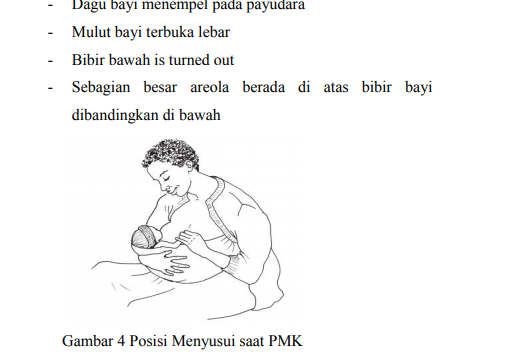 - Dagu bayi menempel pada payudara
- Mulut bayi terbuka lebar
- Bibir bawah is turned out
- Sebagian besar areola berada di atas bibir bayi
dibandingkan di bawah
Gambar 4 Posisi Menyusui saat PMK